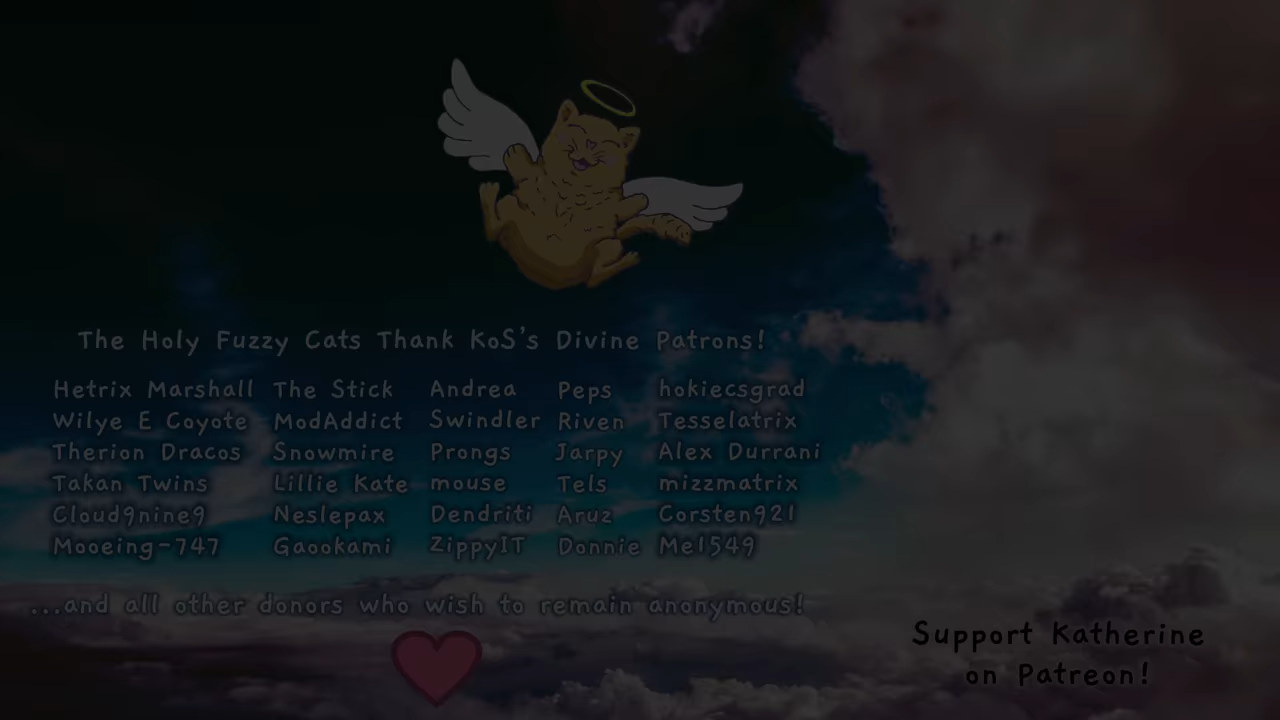 The Holy Fuzzy Cats Thank KoS's Divine Patrons!
Hetrix Marshall The Stick Andrea Peps hokiecsgrad
Wilye E Coyote ModAddict Swindler Riven Tesselatrix
Therion Dracos Snowmire Prongs Jarpy Alex Durrani
Takan Twins Lillie Kate mouse Tels mizzmatrix
Cloud9nine9 Neslepax Dendriti Aruz Corsten921
Mooeing-747 Gaookami ZippyIT Donnie Mel549
...and all other donors who wish to remain anonymous!
Support Katherine
on Patreon!